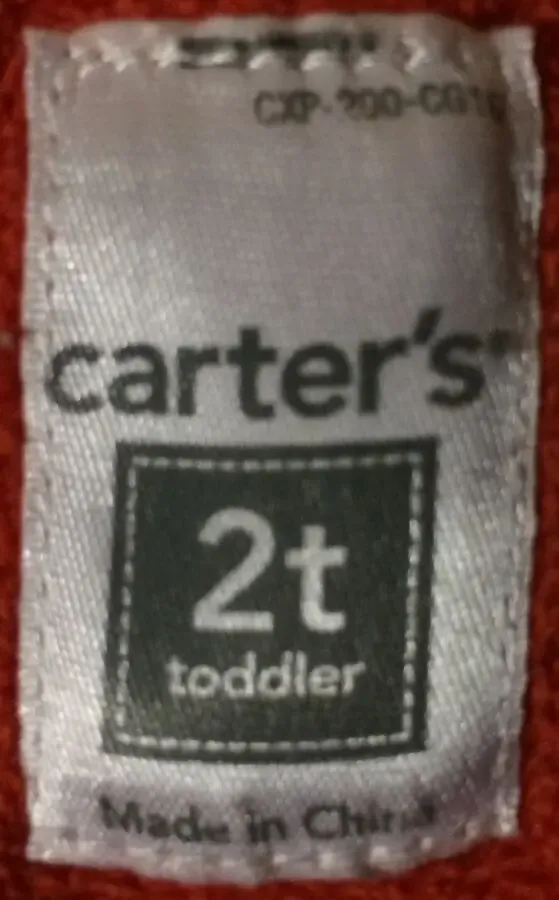 carter's
2t
toddler
Made in China